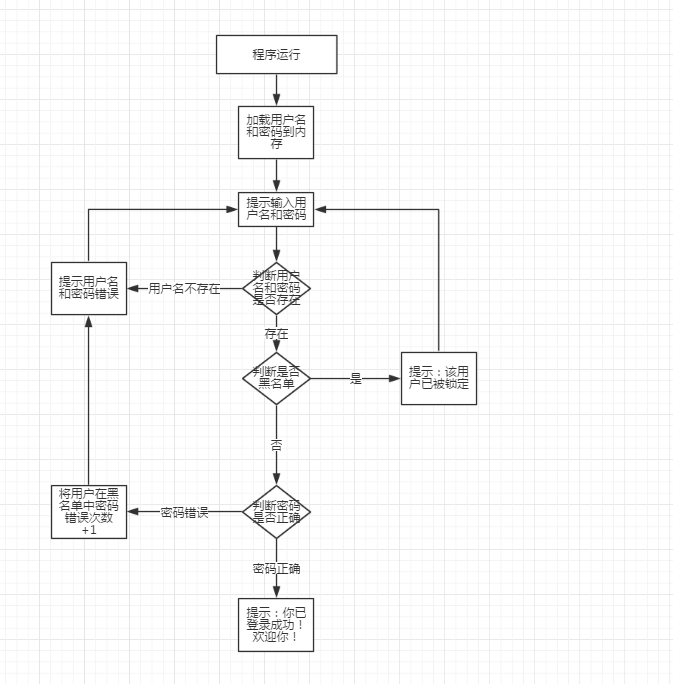 程序运行
加载用户名
和密码到内
存
提示输入用
户名和密码
判断用户
名和密码
是否存在
用户名不存在
提示用户名
和密码错误
存在
判断是否
黑名单
是
提示：该用
户已被锁定
否
判断密码
是否正确
密码错误
将用户在黑
名单中密码
错误次数
+1
密码正确
提示：你已
登录成功！
欢迎你！